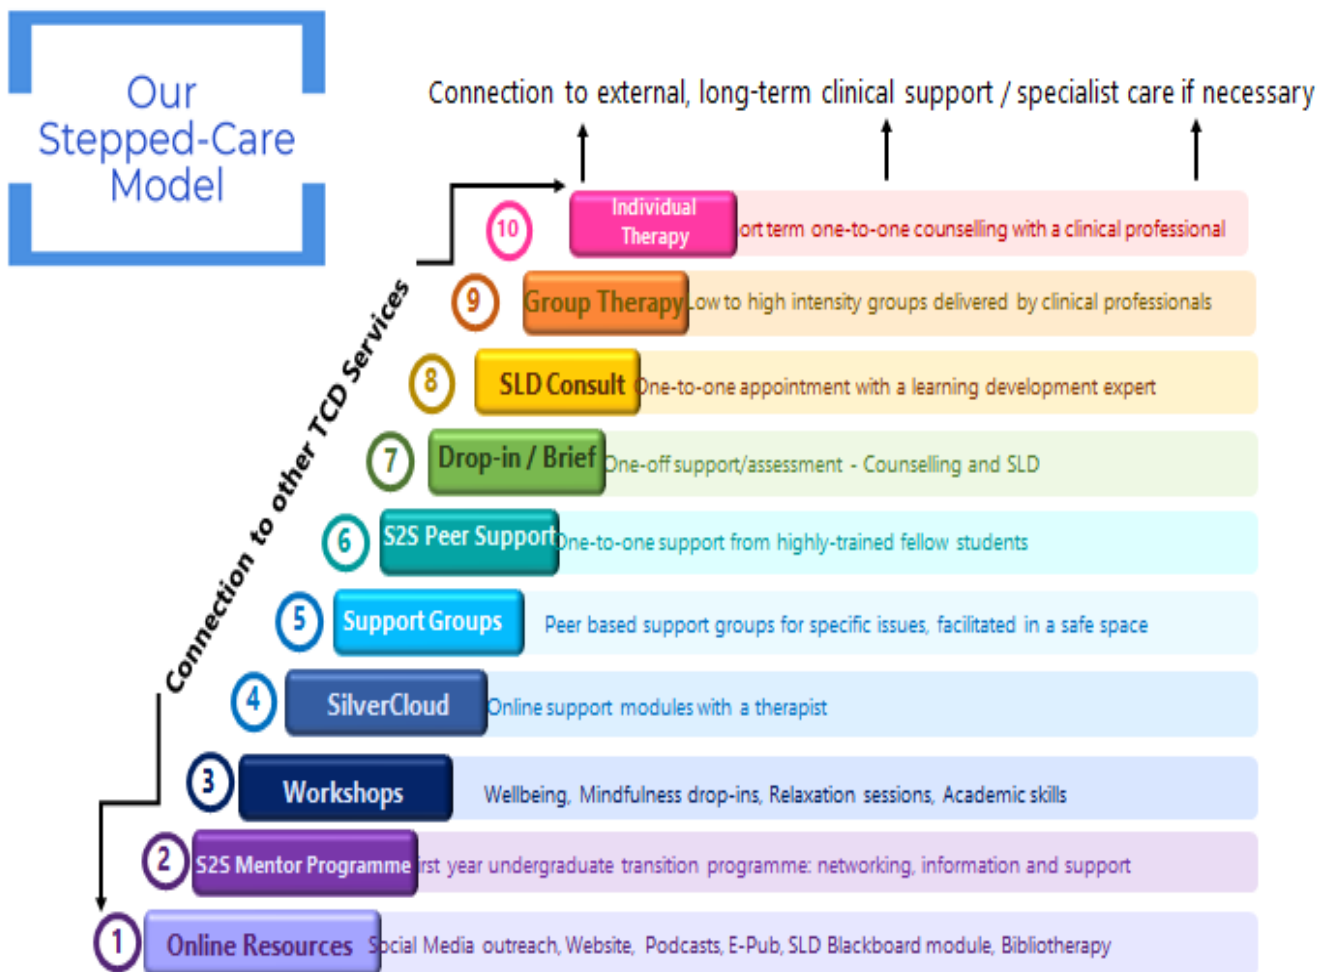 Our
Stepped-Care
Model
Connection to external, long-term clinical support / specialist care if necessary
Connection to other TCD Services
10
Individual
Therapy
ort term one-to-one counselling with a clinical professional
9
Group Therapy
Low to high intensity groups delivered by clinical professionals
8
SLD Consult
One-to-one appointment with a learning development expert
7
Drop-in / Brief
One-off support/assessment - Counselling and SLD
6
S2S Peer Support
One-to-one support from highly-trained fellow students
5
Support Groups
Peer based support groups for specific issues, facilitated in a safe space
4
SilverCloud
Online support modules with a therapist
3
Workshops
Wellbeing, Mindfulness drop-ins, Relaxation sessions, Academic skills
2
S2S Mentor Programme
irst year undergraduate transition programme: networking, information and support
1
Online Resources
Social Media outreach, Website, Podcasts, E-Pub, SLD Blackboard module, Bibliotherapy